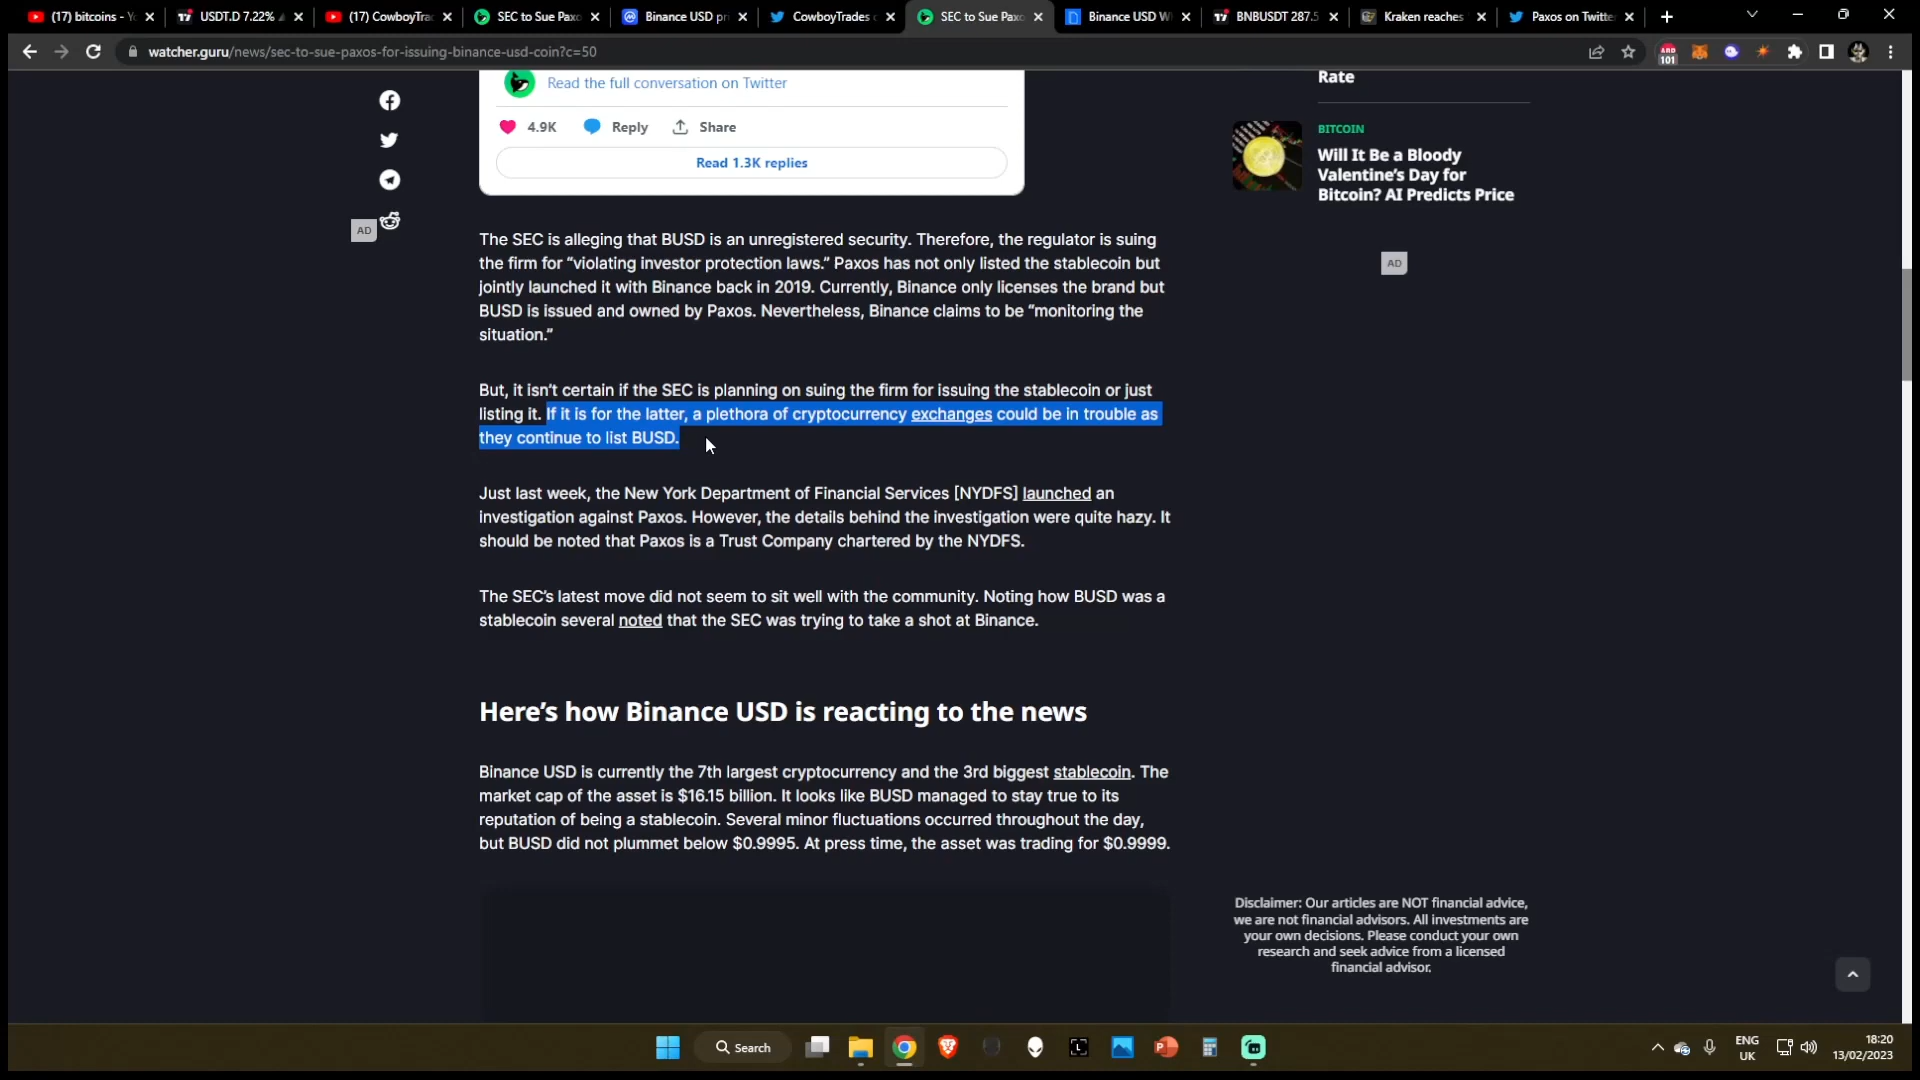 (17) bitcoins - Yo
USDT.D 7.22%
(17) CowboyTrad
SEC to Sue Paxo
Binance USD pri
CowboyTrades
SEC to Sue Paxo
Binance USD W
BNBUSDT 287.5
Kraken reaches
Paxos on Twitte
watcher.guru/news/sec-to-sue-paxos-for-issuing-binance-usd-coin?c=50
101
Read the full conversation on Twitter
4.9K Reply Share
Read 1.3K replies
AD
The SEC is alleging that BUSD is an unregistered security. Therefore, the regulator is suing
the firm for “violating investor protection laws.” Paxos has not only listed the stablecoin but
jointly launched it with Binance back in 2019. Currently, Binance only licenses the brand but
BUSD is issued and owned by Paxos. Nevertheless, Binance claims to be “monitoring the
situation.”
But, it isn’t certain if the SEC is planning on suing the firm for issuing the stablecoin or just
listing it. If it is for the latter, a plethora of cryptocurrency exchanges could be in trouble as
they continue to list BUSD.
Just last week, the New York Department of Financial Services [NYDFS] launched an
investigation against Paxos. However, the details behind the investigation were quite hazy. It
should be noted that Paxos is a Trust Company chartered by the NYDFS.
The SEC’s latest move did not seem to sit well with the community. Noting how BUSD was a
stablecoin several noted that the SEC was trying to take a shot at Binance.
Here’s how Binance USD is reacting to the news
Binance USD is currently the 7th largest cryptocurrency and the 3rd biggest stablecoin. The
market cap of the asset is $16.15 billion. It looks like BUSD managed to stay true to its
reputation of being a stablecoin. Several minor fluctuations occurred throughout the day,
but BUSD did not plummet below $0.9995. At press time, the asset was trading for $0.9999.
Rate
BITCOIN
Will It Be a Bloody
Valentine’s Day for
Bitcoin? AI Predicts Price
AD
Disclaimer: Our articles are NOT financial advice,
we are not financial advisors. All investments are
your own decisions. Please conduct your own
research and seek advice from a licensed
financial advisor.
Search
ENG
UK
18:20
13/02/2023